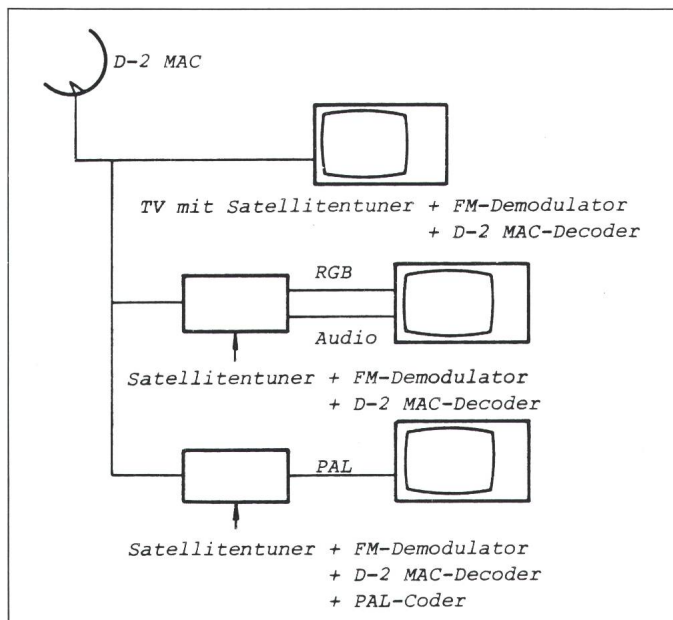 D-2 MAC
TV mit Satellitentuner + FM-Demodulator
+ D-2 MAC-Decoder
RGB
Audio
Satellitentuner + FM-Demodulator
+ D-2 MAC-Decoder
PAL
Satellitentuner + FM-Demodulator
+ D-2 MAC-Decoder
+ PAL-Coder